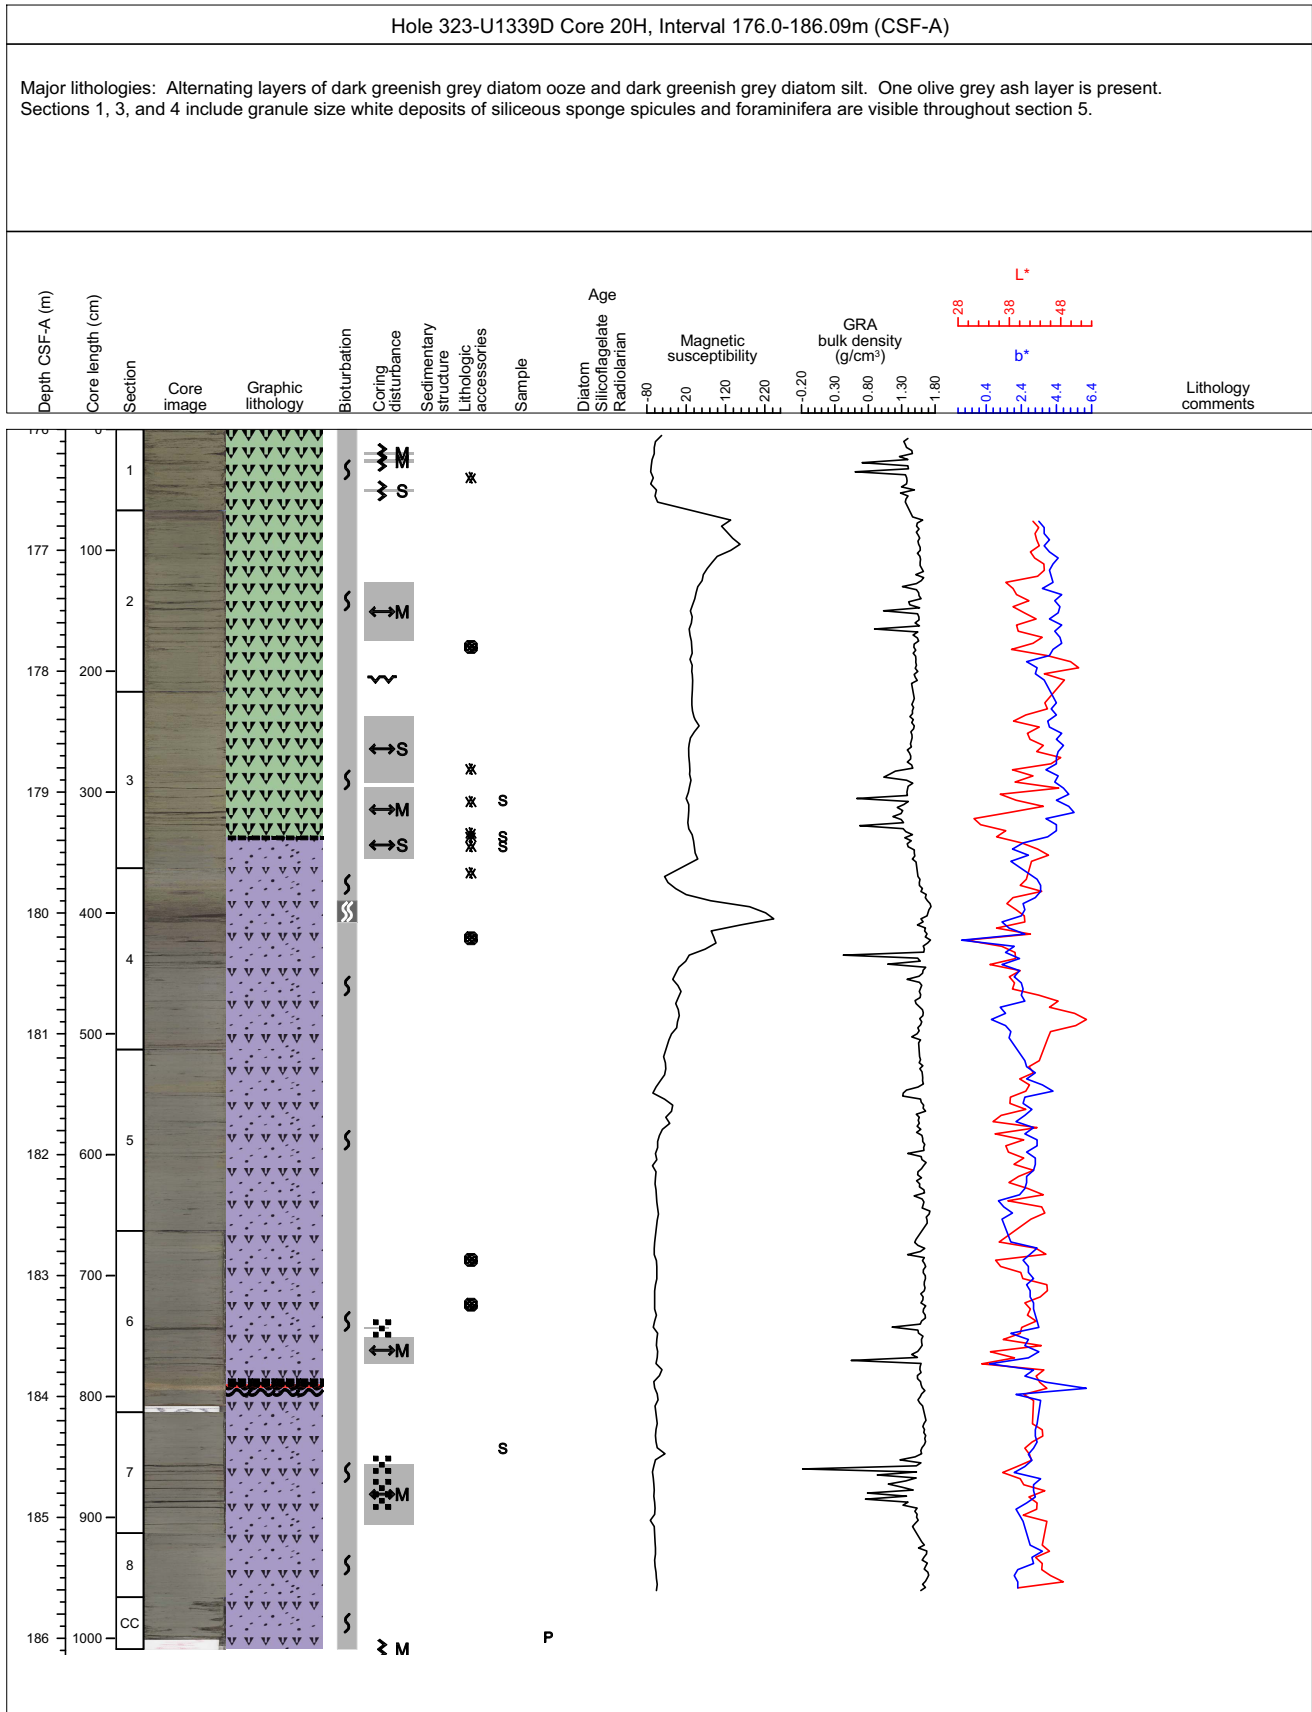 Hole 323-U1339D Core 20H, Interval 176.0-186.09m (CSF-A)
Major lithologies: Alternating layers of dark greenish grey diatom ooze and dark greenish grey diatom silt. One olive grey ash layer is present.
Sections 1, 3, and 4 include granule size white deposits of siliceous sponge spicules and foraminifera are visible throughout section 5.
Depth CSF-A (m)
Core length (cm)
Section
Core
image
Graphic
lithology
Bioturbation
Coring
disturbance
Sedimentary
structure
Lithologic
accessories
Sample
Age
Diatom
Silicoflagelate
Radiolarian
Magnetic
susceptibility
-80 20 120 220
GRA
bulk density
(g/cm³)
-0.20 0.30 0.80 1.30 1.80
L*
28 38 48
b*
0.4 2.4 4.4 6.4
Lithology
comments
1
M
M
S
177 100
2
M
178 200
S
3
179 300
M
S
S
S
S
180 400
4
181 500
5
182 600
183 700
6
M
184 800
S
7
M
185 900
8
CC
186 1000
P
M